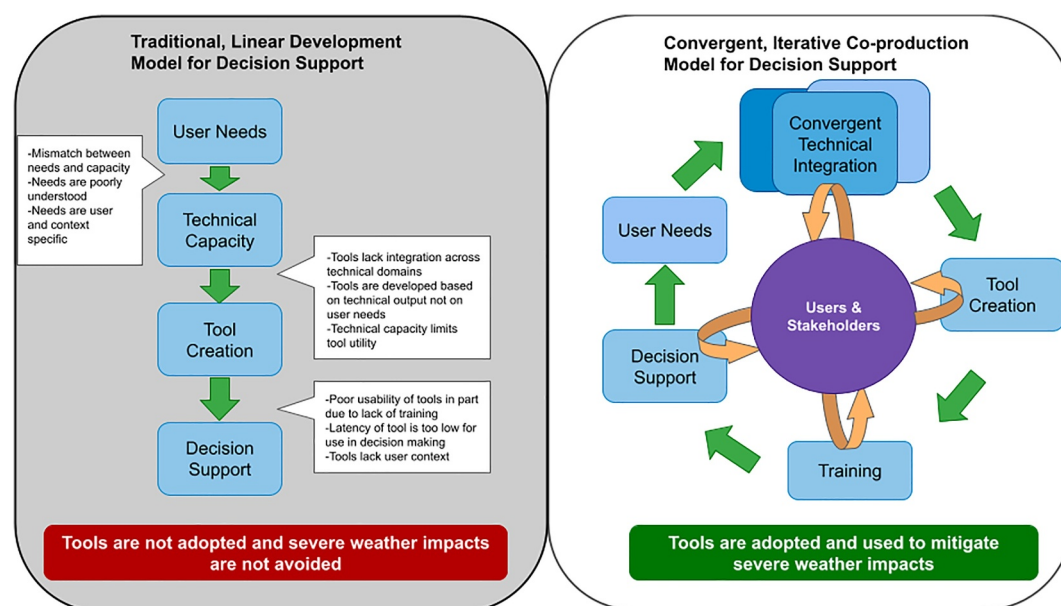 Traditional, Linear Development
Model for Decision Support
User Needs
-Mismatch between
needs and capacity
-Needs are poorly
understood
-Needs are user
and context
specific
Technical
Capacity
-Tools lack integration across
technical domains
-Tools are developed based
on technical output not on
user needs
-Technical capacity limits
tool utility
Tool
Creation
-Poor usability of tools in part
due to lack of training
-Latency of tool is too low for
use in decision making
-Tools lack user context
Decision
Support
Tools are not adopted and severe weather impacts
are not avoided
Convergent, Iterative Co-production
Model for Decision Support
Convergent
Technical
Integration
User Needs
Tool
Creation
Users &
Stakeholders
Decision
Support
Training
Tools are adopted and used to mitigate
severe weather impacts